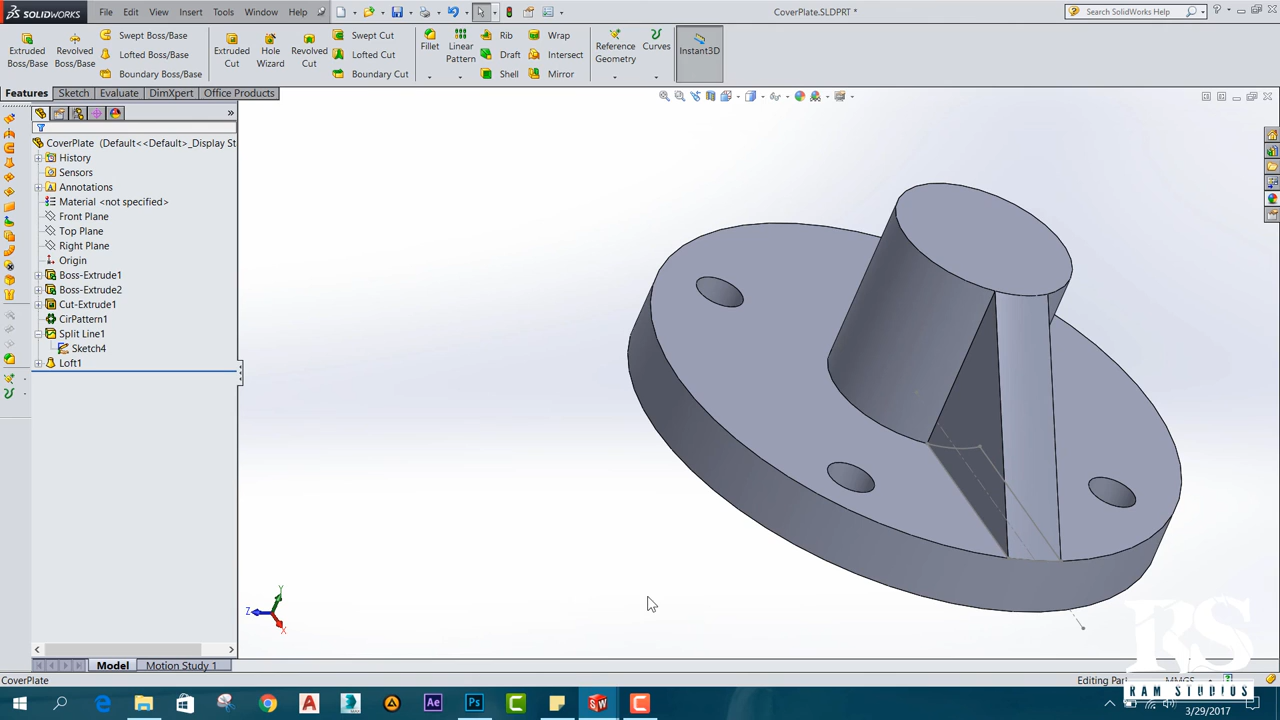 SOLIDWORKS
File Edit View Insert Tools Window Help
CoverPlate.SLDPRT *
Search SolidWorks Help
Extruded Boss/Base
Revolved Boss/Base
Swept Boss/Base
Lofted Boss/Base
Boundary Boss/Base
Extruded Cut
Hole Wizard
Revolved Cut
Swept Cut
Lofted Cut
Boundary Cut
Fillet
Linear Pattern
Rib
Draft
Shell
Wrap
Intersect
Mirror
Reference Geometry
Curves
Instant3D
Features Sketch Evaluate DimXpert Office Products
CoverPlate (Default<<Default>_Display St
History
Sensors
Annotations
Material <not specified>
Front Plane
Top Plane
Right Plane
Origin
Boss-Extrude1
Boss-Extrude2
Cut-Extrude1
CirPattern1
Split Line1
Sketch4
Loft1
Y
Z
X
Model Motion Study 1
CoverPlate
Editing Par
RS
RAM STUDIOS
3/29/2017